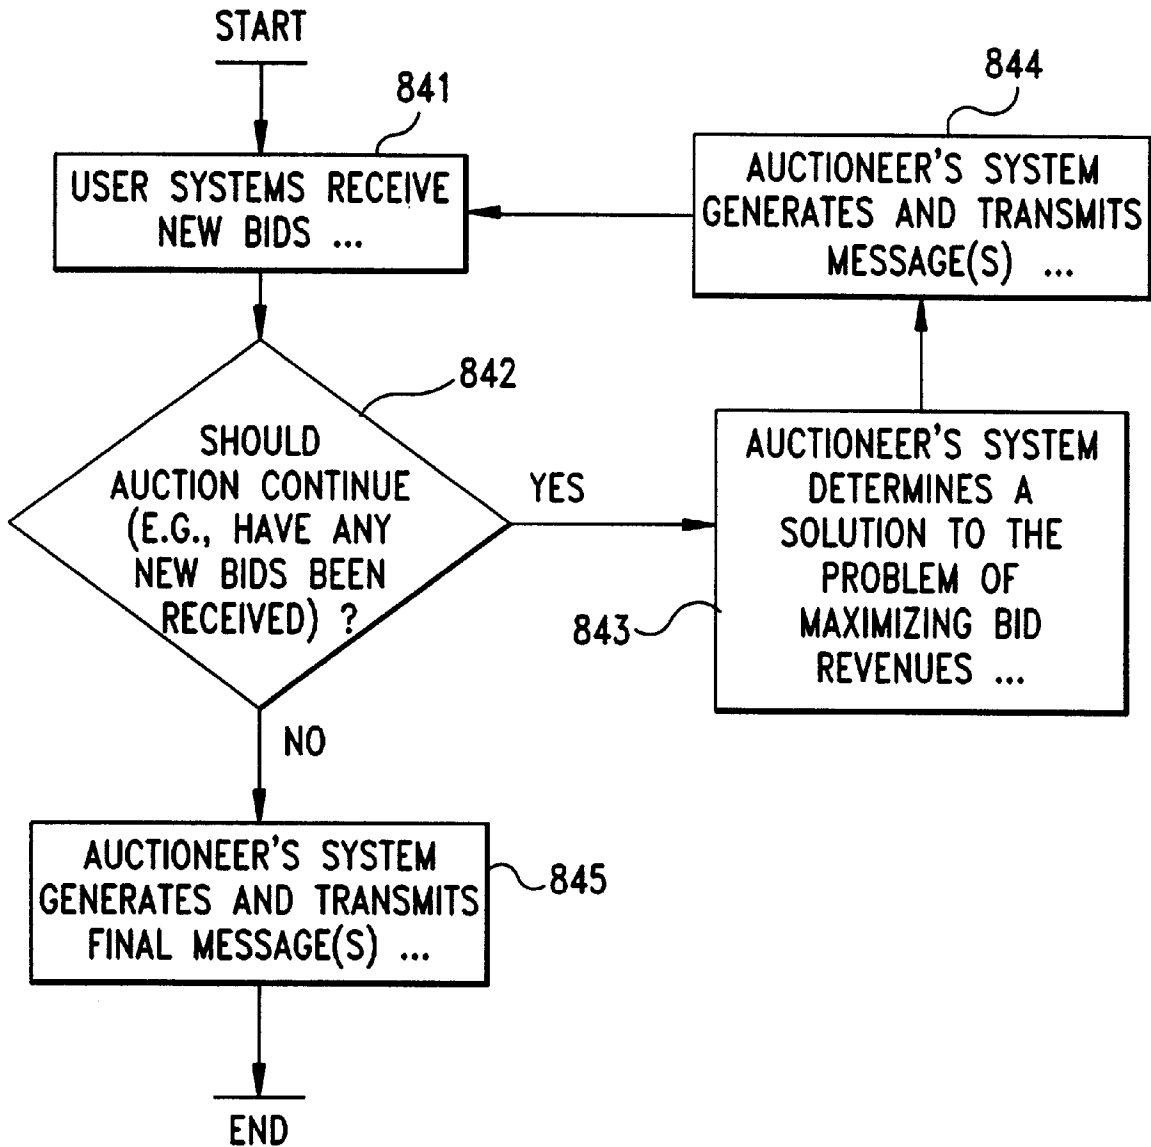 START
841
USER SYSTEMS RECEIVE
NEW BIDS ...
842
SHOULD
AUCTION CONTINUE
(E.G., HAVE ANY
NEW BIDS BEEN
RECEIVED) ?
YES
843
AUCTIONEER'S SYSTEM
DETERMINES A
SOLUTION TO THE
PROBLEM OF
MAXIMIZING BID
REVENUES ...
844
AUCTIONEER'S SYSTEM
GENERATES AND TRANSMITS
MESSAGE(S) ...
NO
845
AUCTIONEER'S SYSTEM
GENERATES AND TRANSMITS
FINAL MESSAGE(S) ...
END